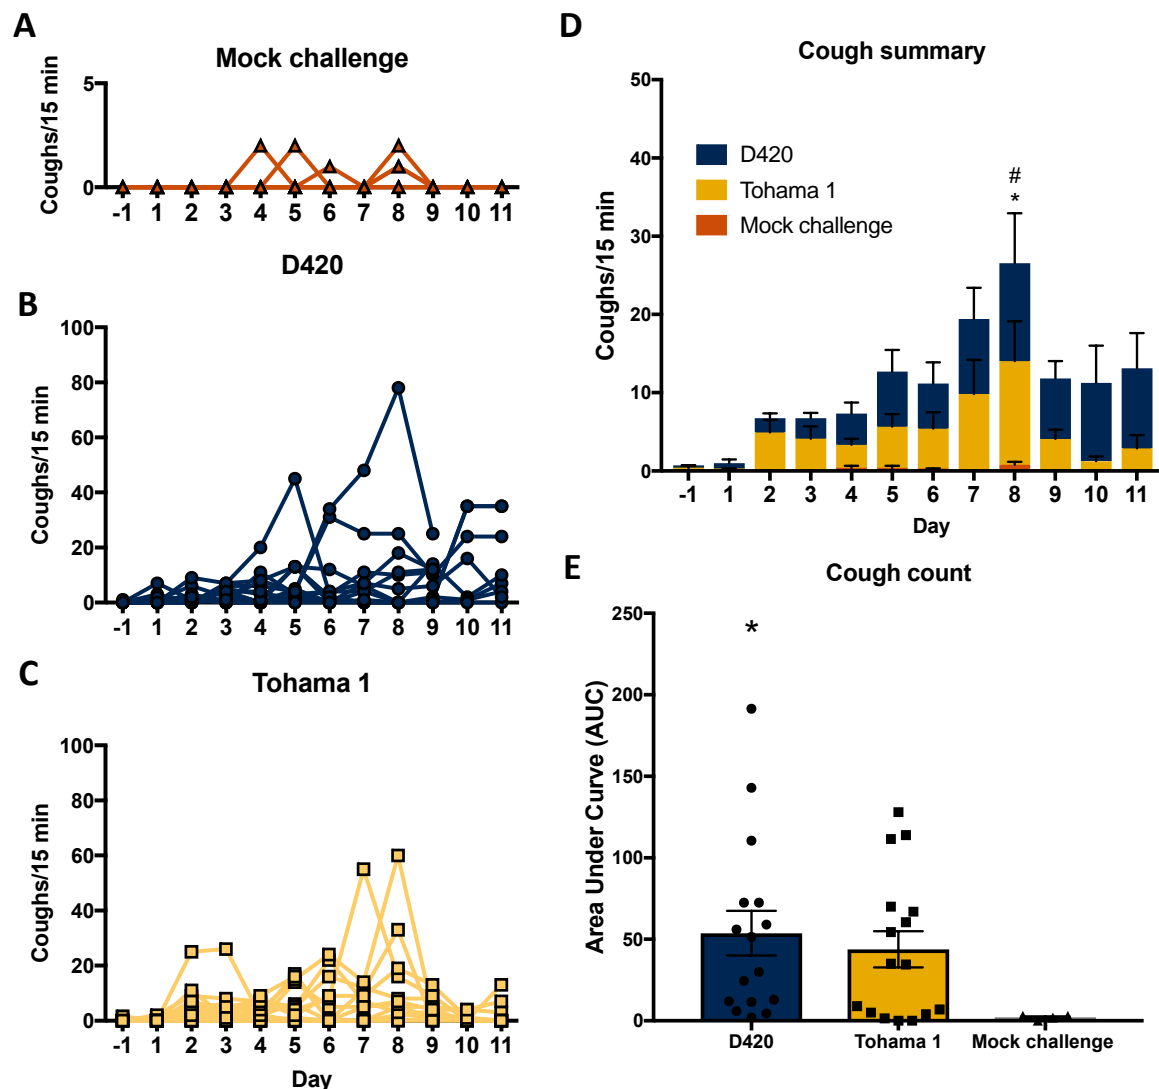 A
Mock challenge
Coughs/15 min
5
0
-1 1 2 3 4 5 6 7 8 9 10 11
B
D420
Coughs/15 min
100
80
60
40
20
0
-1 1 2 3 4 5 6 7 8 9 10 11
C
Tohama 1
Coughs/15 min
100
80
60
40
20
0
-1 1 2 3 4 5 6 7 8 9 10 11
Day
D
Cough summary
Coughs/15 min
50
40
30
20
10
0
D420
Tohama 1
Mock challenge
#
*
-1 1 2 3 4 5 6 7 8 9 10 11
Day
E
Cough count
Area Under Curve (AUC)
250
200
150
100
50
0
*
D420 Tohama 1 Mock challenge